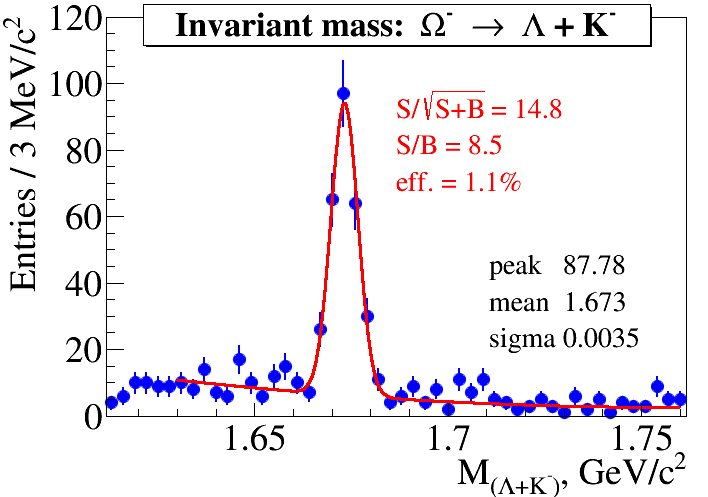 Invariant mass: Ω⁻ → Λ + K⁻
Entries / 3 MeV/c²
120
100
80
60
40
20
0
S/√S+B = 14.8
S/B = 8.5
eff. = 1.1%
peak 87.78
mean 1.673
sigma 0.0035
1.65 1.7 1.75
M(Λ+K⁻), GeV/c²